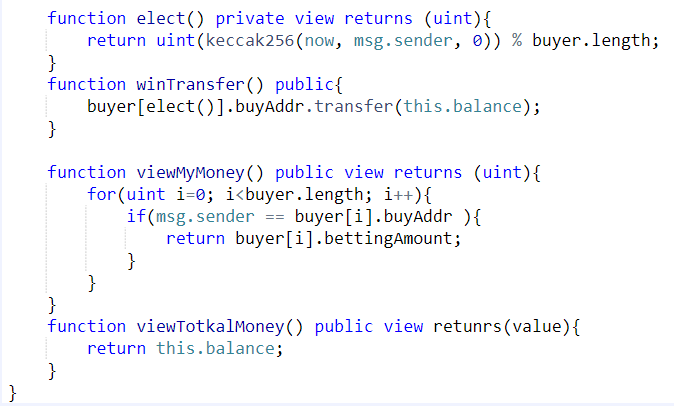 function elect() private view returns (uint){
return uint(keccak256(now, msg.sender, 0)) % buyer.length;
}
function winTransfer() public{
buyer[elect()].buyAddr.transfer(this.balance);
}
function viewMyMoney() public view returns (uint){
for(uint i=0; i<buyer.length; i++){
if(msg.sender == buyer[i].buyAddr ){
return buyer[i].bettingAmount;
}
}
}
function viewTotkalMoney() public view retunrs(value){
return this.balance;
}
}